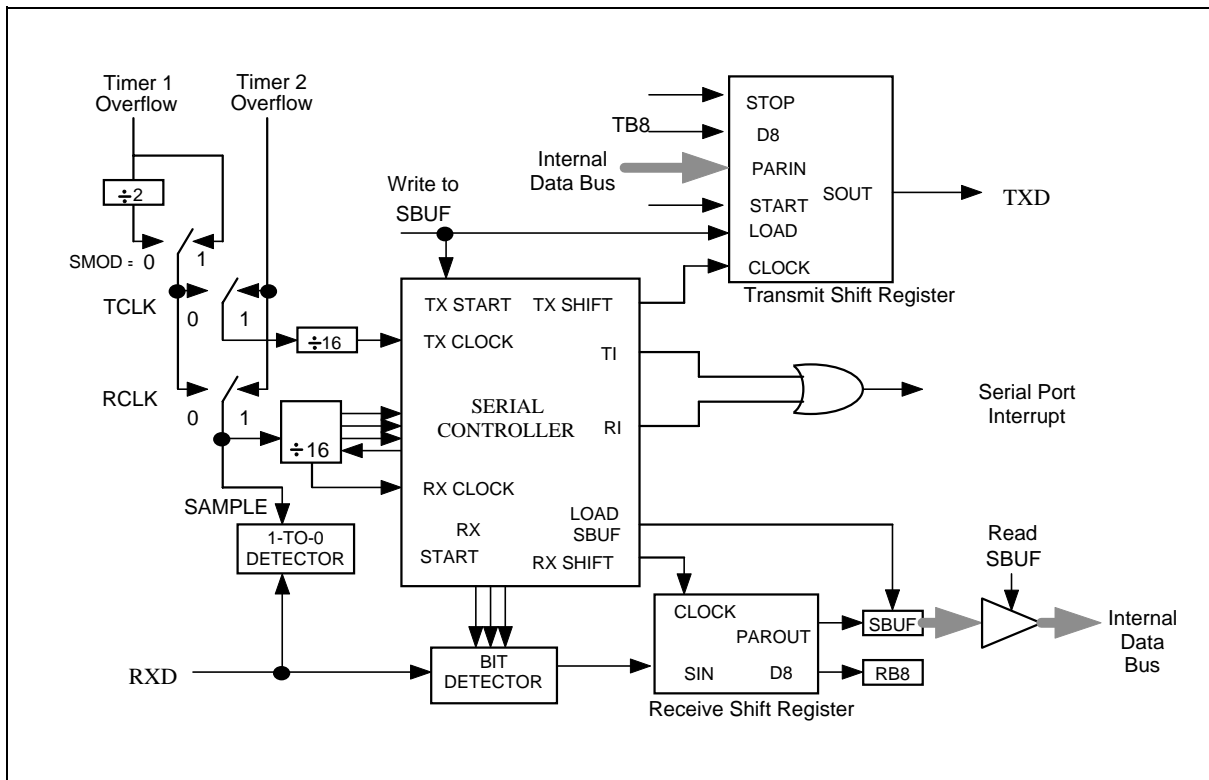 Timer 1
Overflow
Timer 2
Overflow
÷2
SMOD = 0
1
TCLK
0
1
÷16
RCLK
0
1
÷16
SAMPLE
1-TO-0
DETECTOR
RXD
Write to
SBUF
TX START
TX SHIFT
TX CLOCK
TI
SERIAL
CONTROLLER
RI
RX CLOCK
LOAD
SBUF
RX
START
RX SHIFT
BIT
DETECTOR
TB8
Internal
Data Bus
STOP
D8
PARIN
SOUT
START
LOAD
CLOCK
Transmit Shift Register
TXD
Serial Port
Interrupt
CLOCK
PAROUT
SIN
D8
Receive Shift Register
SBUF
RB8
Read
SBUF
Internal
Data
Bus